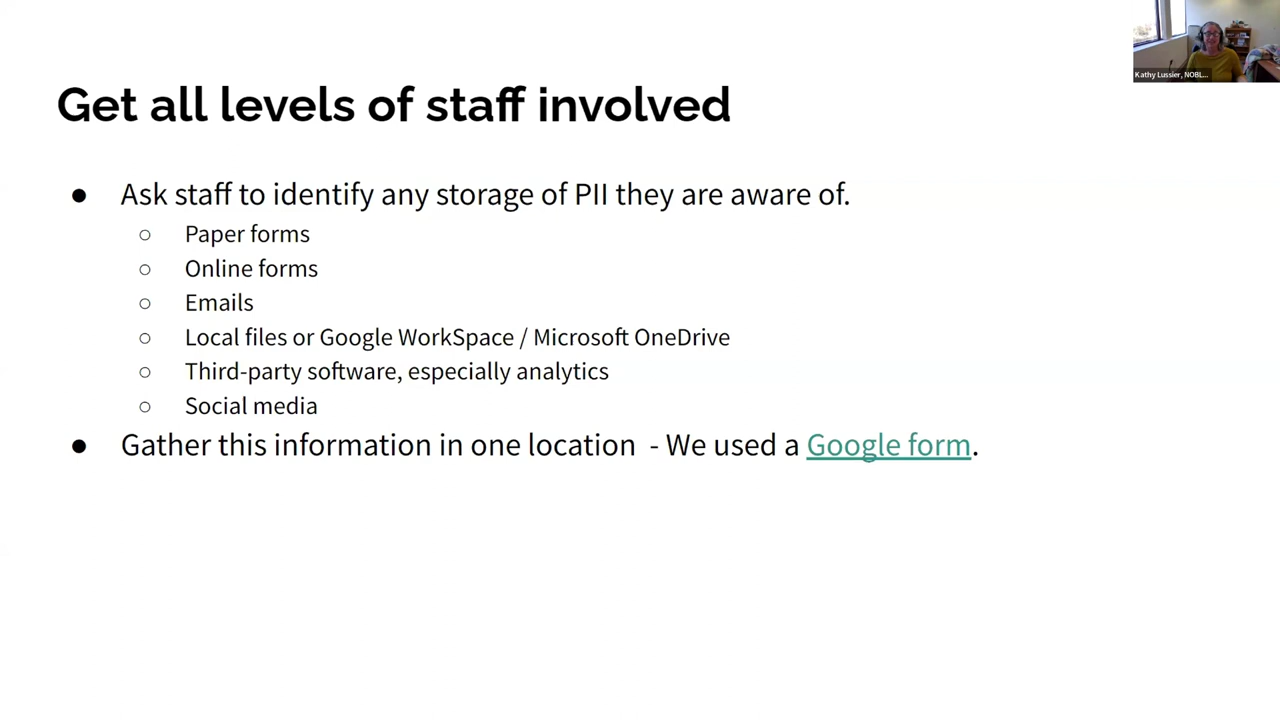 Kathy Lussier, NOBL...
Get all levels of staff involved
● Ask staff to identify any storage of PII they are aware of.
○ Paper forms
○ Online forms
○ Emails
○ Local files or Google WorkSpace / Microsoft OneDrive
○ Third-party software, especially analytics
○ Social media
● Gather this information in one location - We used a Google form.